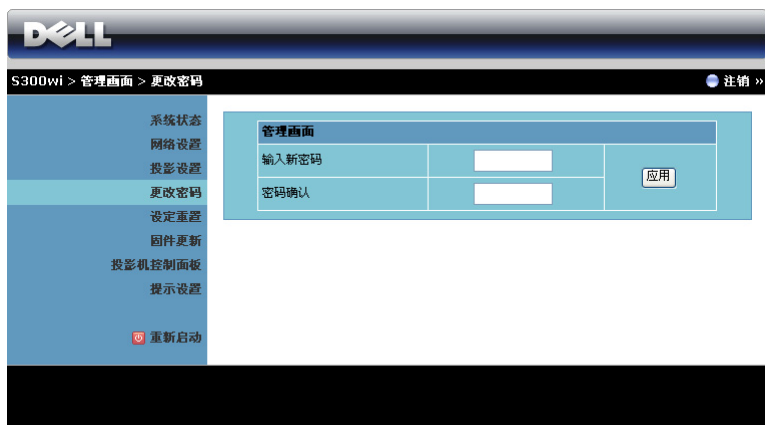 DELL
S300wi > 管理画面 > 更改密码
注销 »
系统状态
网络设置
投影设置
更改密码
设定重置
固件更新
投影机控制面板
提示设置
重新启动
管理画面
输入新密码
密码确认
应用